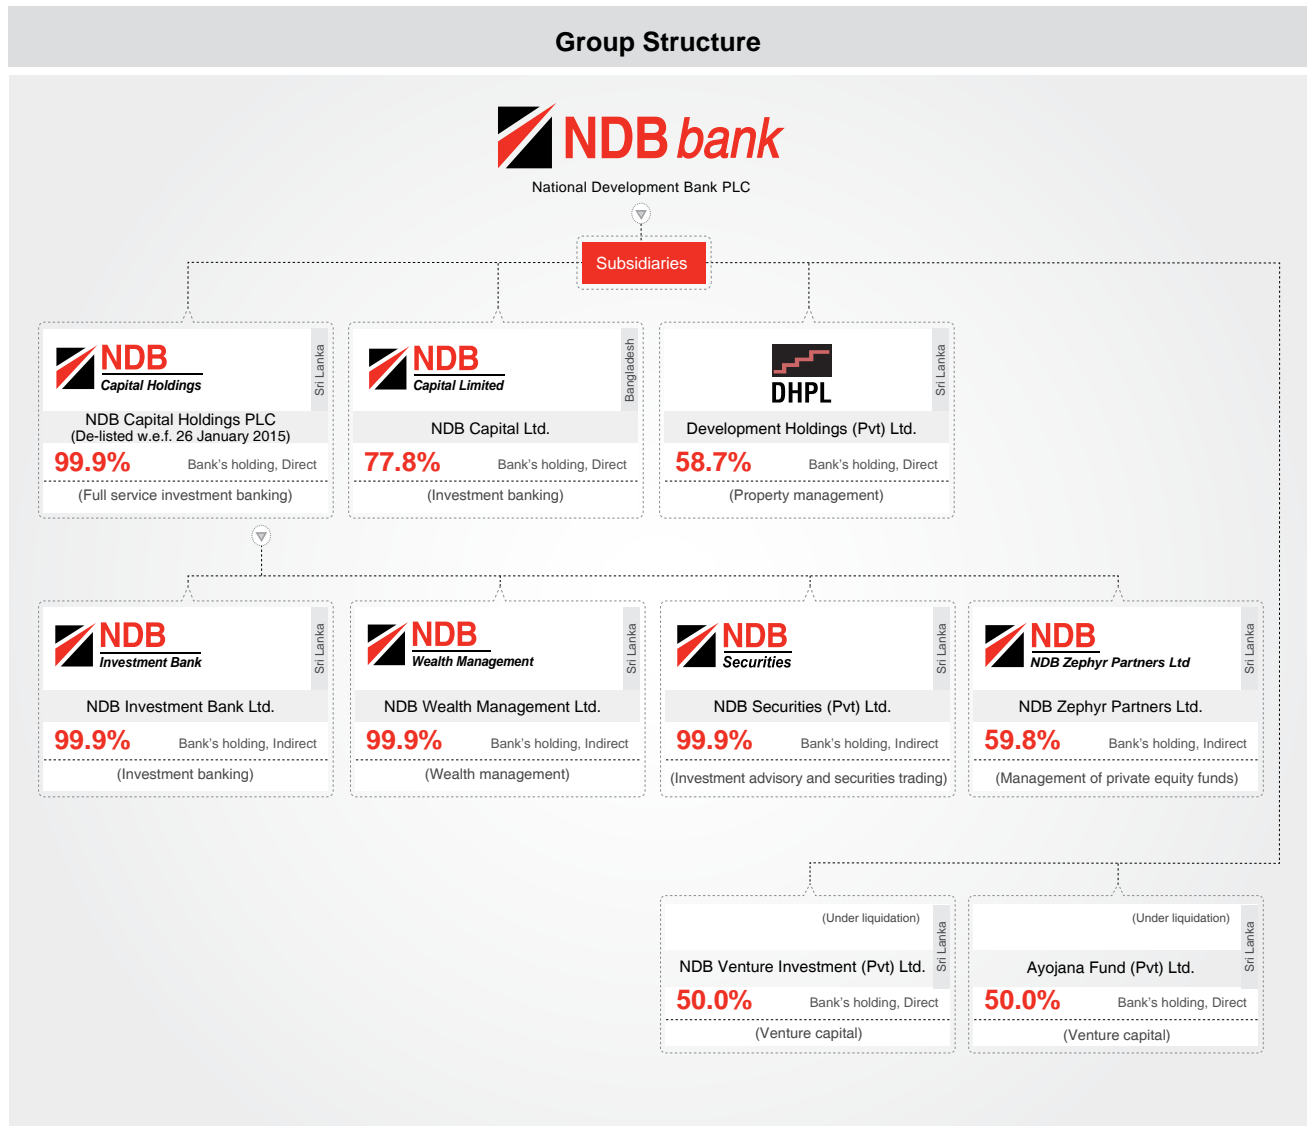 Group Structure
NDB bank
National Development Bank PLC
Subsidiaries
NDB
Capital Holdings
Sri Lanka
NDB Capital Holdings PLC
(De-listed w.e.f. 26 January 2015)
99.9% Bank's holding, Direct
(Full service investment banking)
NDB
Capital Limited
Bangladesh
NDB Capital Ltd.
77.8% Bank's holding, Direct
(Investment banking)
DHPL
Sri Lanka
Development Holdings (Pvt) Ltd.
58.7% Bank's holding, Direct
(Property management)
NDB
Investment Bank
Sri Lanka
NDB Investment Bank Ltd.
99.9% Bank's holding, Indirect
(Investment banking)
NDB
Wealth Management
Sri Lanka
NDB Wealth Management Ltd.
99.9% Bank's holding, Indirect
(Wealth management)
NDB
Securities
Sri Lanka
NDB Securities (Pvt) Ltd.
99.9% Bank's holding, Indirect
(Investment advisory and securities trading)
NDB
NDB Zephyr Partners Ltd
Sri Lanka
NDB Zephyr Partners Ltd.
59.8% Bank's holding, Indirect
(Management of private equity funds)
(Under liquidation)
Sri Lanka
NDB Venture Investment (Pvt) Ltd.
50.0% Bank's holding, Direct
(Venture capital)
(Under liquidation)
Sri Lanka
Ayojana Fund (Pvt) Ltd.
50.0% Bank's holding, Direct
(Venture capital)